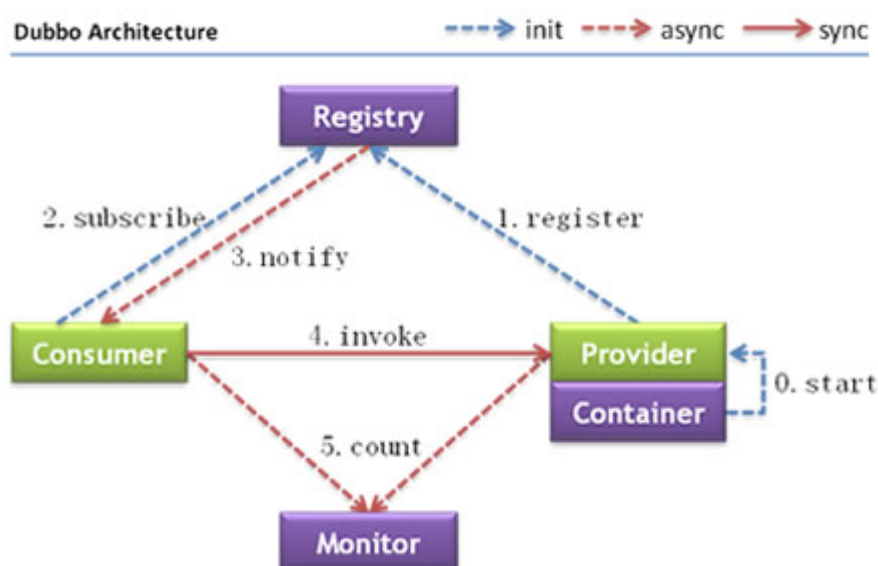 Dubbo Architecture
init
async
sync
Registry
2. subscribe
1. register
3. notify
Consumer
4. invoke
Provider
Container
0. start
5. count
Monitor